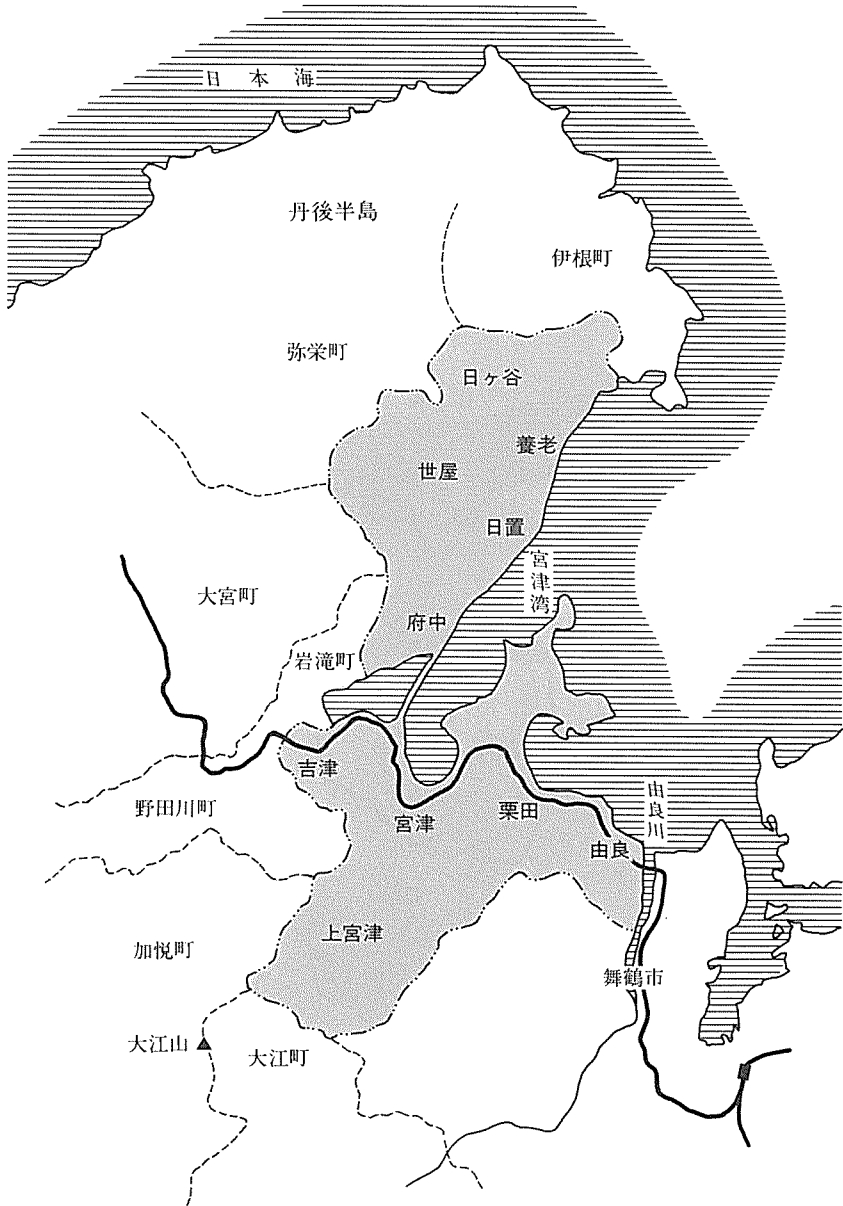 日本海
丹後半島
伊根町
弥栄町
日ヶ谷
養老
世屋
日置
宮津湾
大宮町
府中
岩滝町
吉津
野田川町
宮津
栗田
由良川
由良
上宮津
加悦町
舞鶴市
大江山
大江町